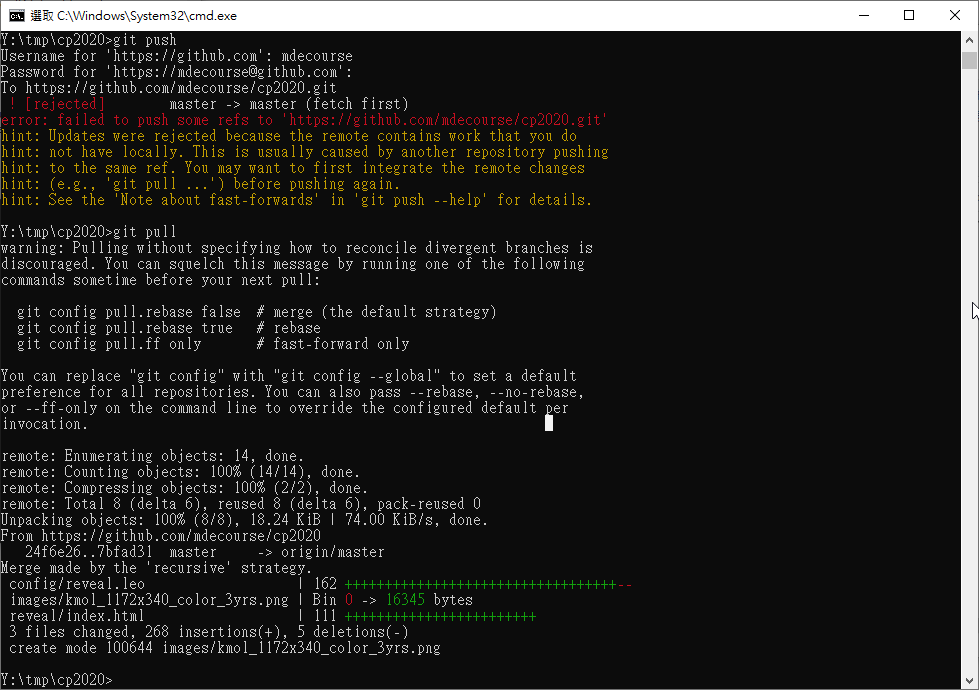 選取 C:\Windows\System32\cmd.exe
Y:\tmp\cp2020>git push
Username for 'https://github.com': mdecourse
Password for 'https://mdecourse@github.com':
To https://github.com/mdecourse/cp2020.git
 ! [rejected]        master -> master (fetch first)
error: failed to push some refs to 'https://github.com/mdecourse/cp2020.git'
hint: Updates were rejected because the remote contains work that you do
hint: not have locally. This is usually caused by another repository pushing
hint: to the same ref. You may want to first integrate the remote changes
hint: (e.g., 'git pull ...') before pushing again.
hint: See the 'Note about fast-forwards' in 'git push --help' for details.
Y:\tmp\cp2020>git pull
warning: Pulling without specifying how to reconcile divergent branches is
discouraged. You can squelch this message by running one of the following
commands sometime before your next pull:
  git config pull.rebase false  # merge (the default strategy)
  git config pull.rebase true   # rebase
  git config pull.ff only       # fast-forward only
You can replace "git config" with "git config --global" to set a default
preference for all repositories. You can also pass --rebase, --no-rebase,
or --ff-only on the command line to override the configured default per
invocation.
remote: Enumerating objects: 14, done.
remote: Counting objects: 100% (14/14), done.
remote: Compressing objects: 100% (2/2), done.
remote: Total 8 (delta 6), reused 8 (delta 6), pack-reused 0
Unpacking objects: 100% (8/8), 18.24 KiB | 74.00 KiB/s, done.
From https://github.com/mdecourse/cp2020
   24f6e26..7bfad31  master     -> origin/master
Merge made by the 'recursive' strategy.
 config/reveal.leo                   | 162 ++++++++++++++++++++++++++++++++++--
 images/kmol_1172x340_color_3yrs.png | Bin 0 -> 16345 bytes
 reveal/index.html                   | 111 ++++++++++++++++++++++++
 3 files changed, 268 insertions(+), 5 deletions(-)
 create mode 100644 images/kmol_1172x340_color_3yrs.png
Y:\tmp\cp2020>